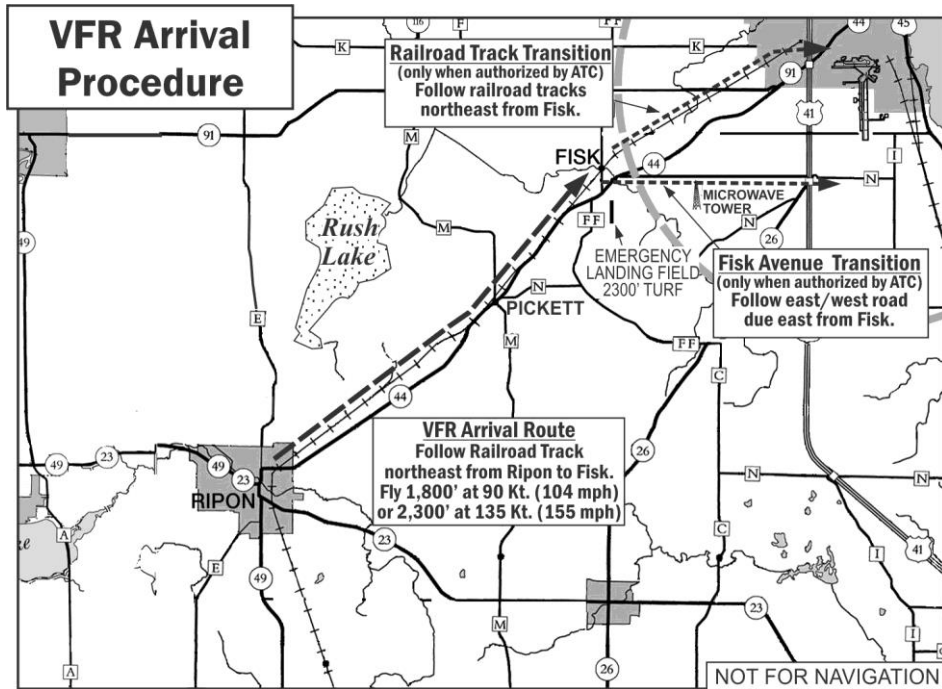 VFR Arrival
Procedure
116
F
FF
44
45
K
K
K
Railroad Track Transition
(only when authorized by ATC)
Follow railroad tracks
northeast from Fisk.
91
41
M
91
M
FISK
44
I
N
N
MICROWAVE
TOWER
FF
Rush
Lake
M
EMERGENCY
LANDING FIELD
2300' TURF
N
26
49
Fisk Avenue Transition
(only when authorized by ATC)
Follow east/west road
due east from Fisk.
N
PICKETT
E
M
FF
C
44
VFR Arrival Route
Follow Railroad Track
northeast from Ripon to Fisk.
Fly 1,800' at 90 Kt. (104 mph)
or 2,300' at 135 Kt. (155 mph)
49
23
49
23
RIPON
26
N
N
A
E
23
C
41
I
49
M
23
26
I
A
NOT FOR NAVIGATION